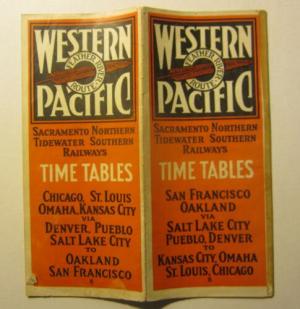 WESTERN
FEATHER RIVER
ROUTE
PACIFIC
SACRAMENTO NORTHERN
TIDEWATER SOUTHERN
RAILWAYS
TIME TABLES
CHICAGO, ST. LOUIS
OMAHA, KANSAS CITY
VIA
DENVER, PUEBLO
SALT LAKE CITY
TO
OAKLAND
SAN FRANCISCO
WESTERN
FEATHER RIVER
ROUTE
PACIFIC
SACRAMENTO NORTHERN
TIDEWATER SOUTHERN
RAILWAYS
TIME TABLES
SAN FRANCISCO
OAKLAND
VIA
SALT LAKE CITY
PUEBLO, DENVER
TO
KANSAS CITY, OMAHA
ST. LOUIS, CHICAGO